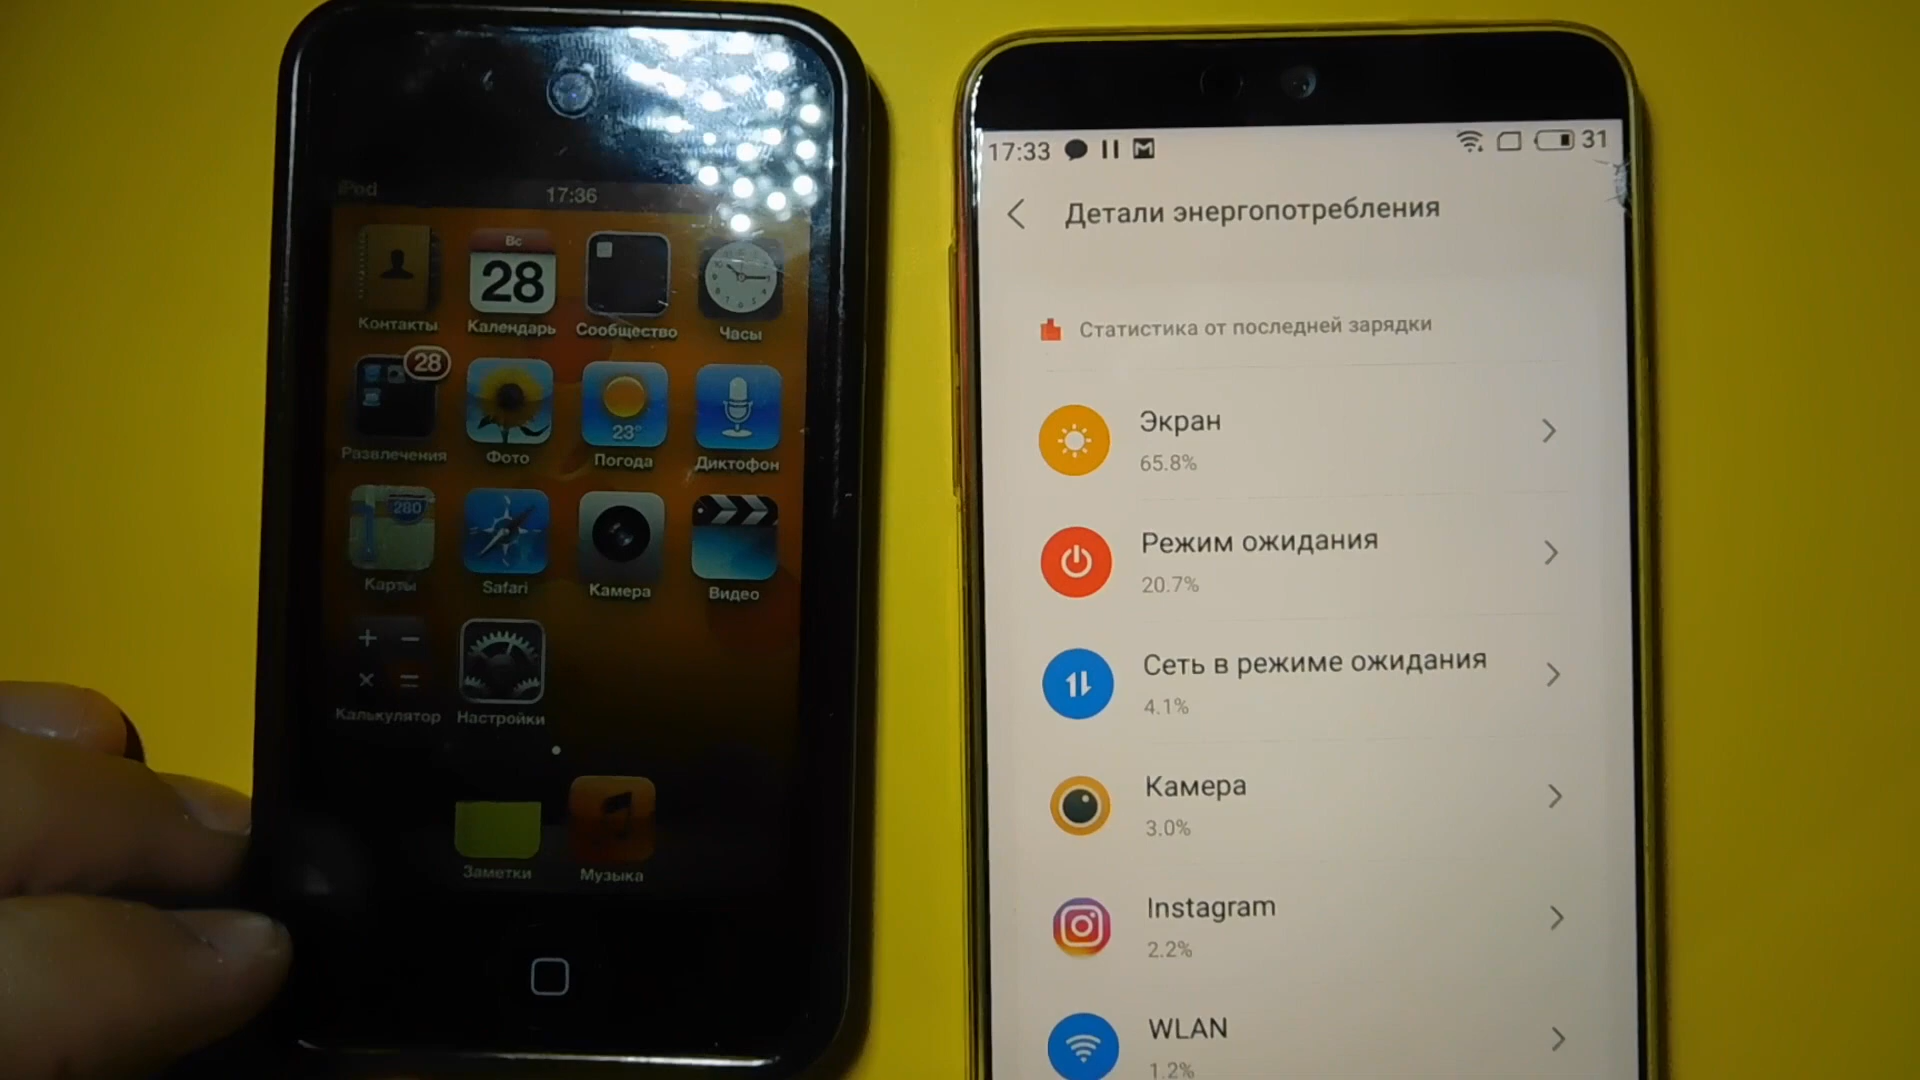 iPod
17:36
Вс
28
Контакты
Календарь
Сообщество
Часы
28
23°
Развлечения
Фото
Погода
Диктофон
280
Карты
Safari
Камера
Видео
Калькулятор
Настройки
Заметки
Музыка
17:33
31
Детали энергопотребления
Статистика от последней зарядки
Экран
65.8%
Режим ожидания
20.7%
Сеть в режиме ожидания
4.1%
Камера
3.0%
Instagram
2.2%
WLAN
1.2%